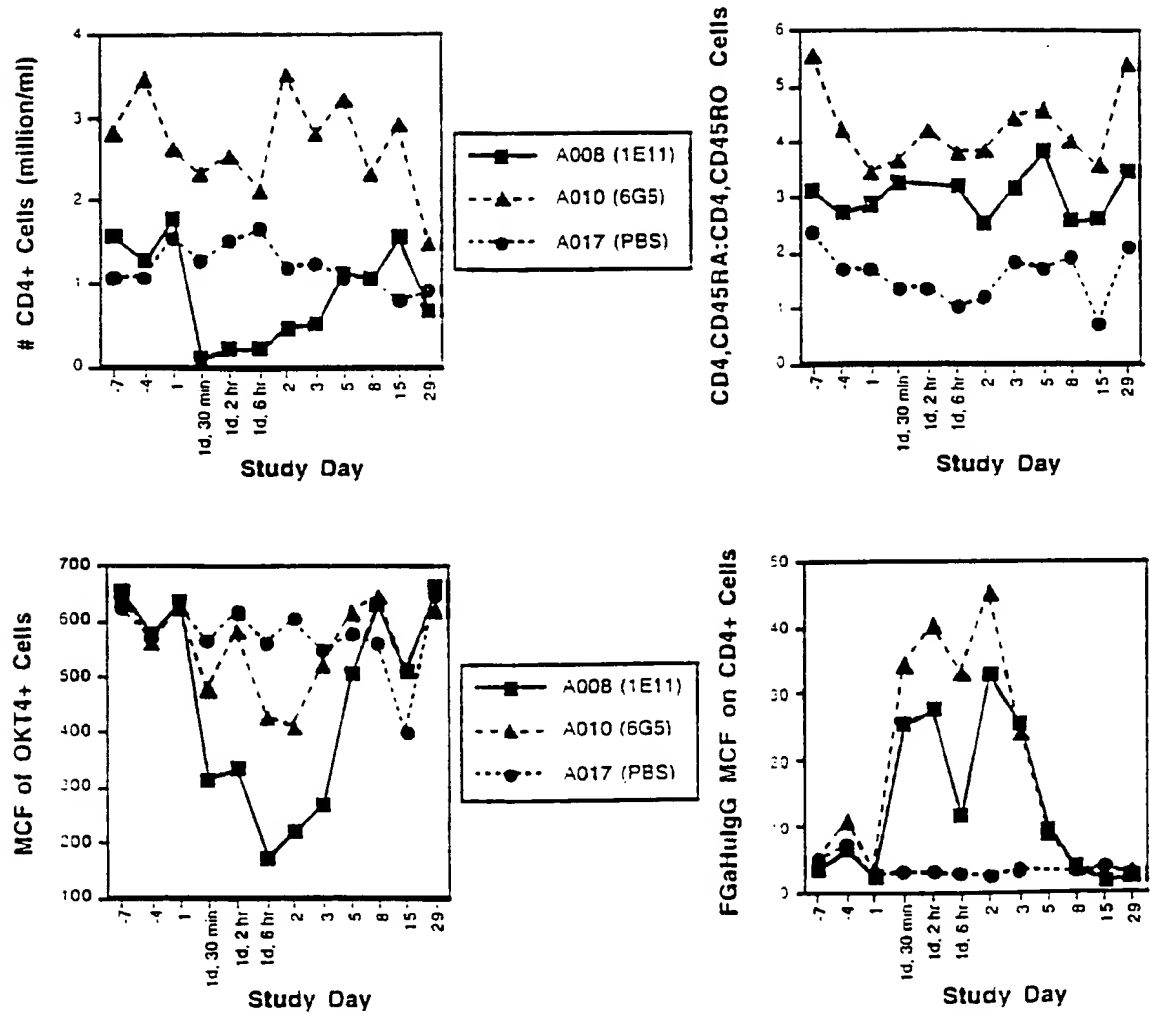 # CD4+ Cells (million/ml)
4
3
2
1
0
-7
-4
1
1d, 30 min
1d, 2 hr
1d, 6 hr
2
3
5
8
15
29
Study Day
A008 (1E11)
A010 (6G5)
A017 (PBS)
CD4,CD45RA:CD4,CD45RO Cells
6
5
4
3
2
1
0
-7
-4
1
1d, 30 min
1d, 2 hr
1d, 6 hr
2
3
5
8
15
29
Study Day
MCF of OKT4+ Cells
700
600
500
400
300
200
100
-7
-4
1
1d, 30 min
1d, 2 hr
1d, 6 hr
2
3
5
8
15
29
Study Day
A008 (1E11)
A010 (6G5)
A017 (PBS)
FGaHuIgG MCF on CD4+ Cells
50
40
30
20
10
0
-7
-4
1
1d, 30 min
1d, 2 hr
1d, 6 hr
2
3
5
8
15
29
Study Day